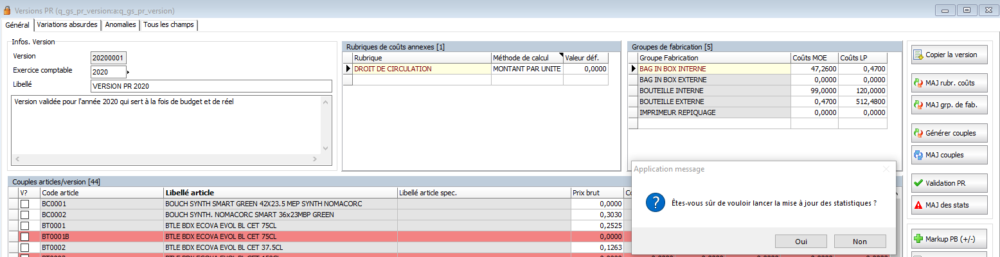 Versions PR (q_gs_pr_version:a:q_gs_pr_version)
Général Variations absurdes Anomalies Tous les champs
Infos. Version
Version 20200001
Exercice comptable 2020
Libellé VERSION PR 2020
Version validée pour l'année 2020 qui sert à la fois de budget et de réel
Rubriques de coûts annexes [1]
Rubrique Méthode de calcul Valeur déf.
DROIT DE CIRCULATION MONTANT PAR UNITE 0,0000
Groupes de fabrication [5]
Groupe Fabrication Coûts MOE Coûts LP
BAG IN BOX INTERNE 47,2600 0,4700
BAG IN BOX EXTERNE 0,0000 0,0000
BOUTEILLE INTERNE 99,0000 120,0000
BOUTEILLE EXTERNE 0,4700 512,4800
IMPRIMEUR REPIQUAGE 0,0000 0,0000
Copier la version
MAJ rubr. coûts
MAJ grp. de fab.
Générer couples
MAJ couples
Validation PR
MAJ des stats
Markup PB (+/-)
Couples articles/version [44]
V? Code article Libellé article Libellé article spec. Prix brut
BC0001 BOUCH SYNTH SMART GREEN 42X23.5 MEP SYNTH NOMACORC 0,0000
BC0002 BOUCH SYNTH. NOMACORC SMART 36x23MBP GREEN 0,3030
BT0001 BTLE BDX ECOVA EVOL BL CET 75CL 0,2525
BT0001B BTLE BDX ECOVA EVOL BL CET 75CL 0,0000
BT0002 BTLE BDX ECOVA EVOL BL CET 37.5CL 0,1263
Application message
Êtes-vous sûr de vouloir lancer la mise à jour des statistiques ?
Oui Non